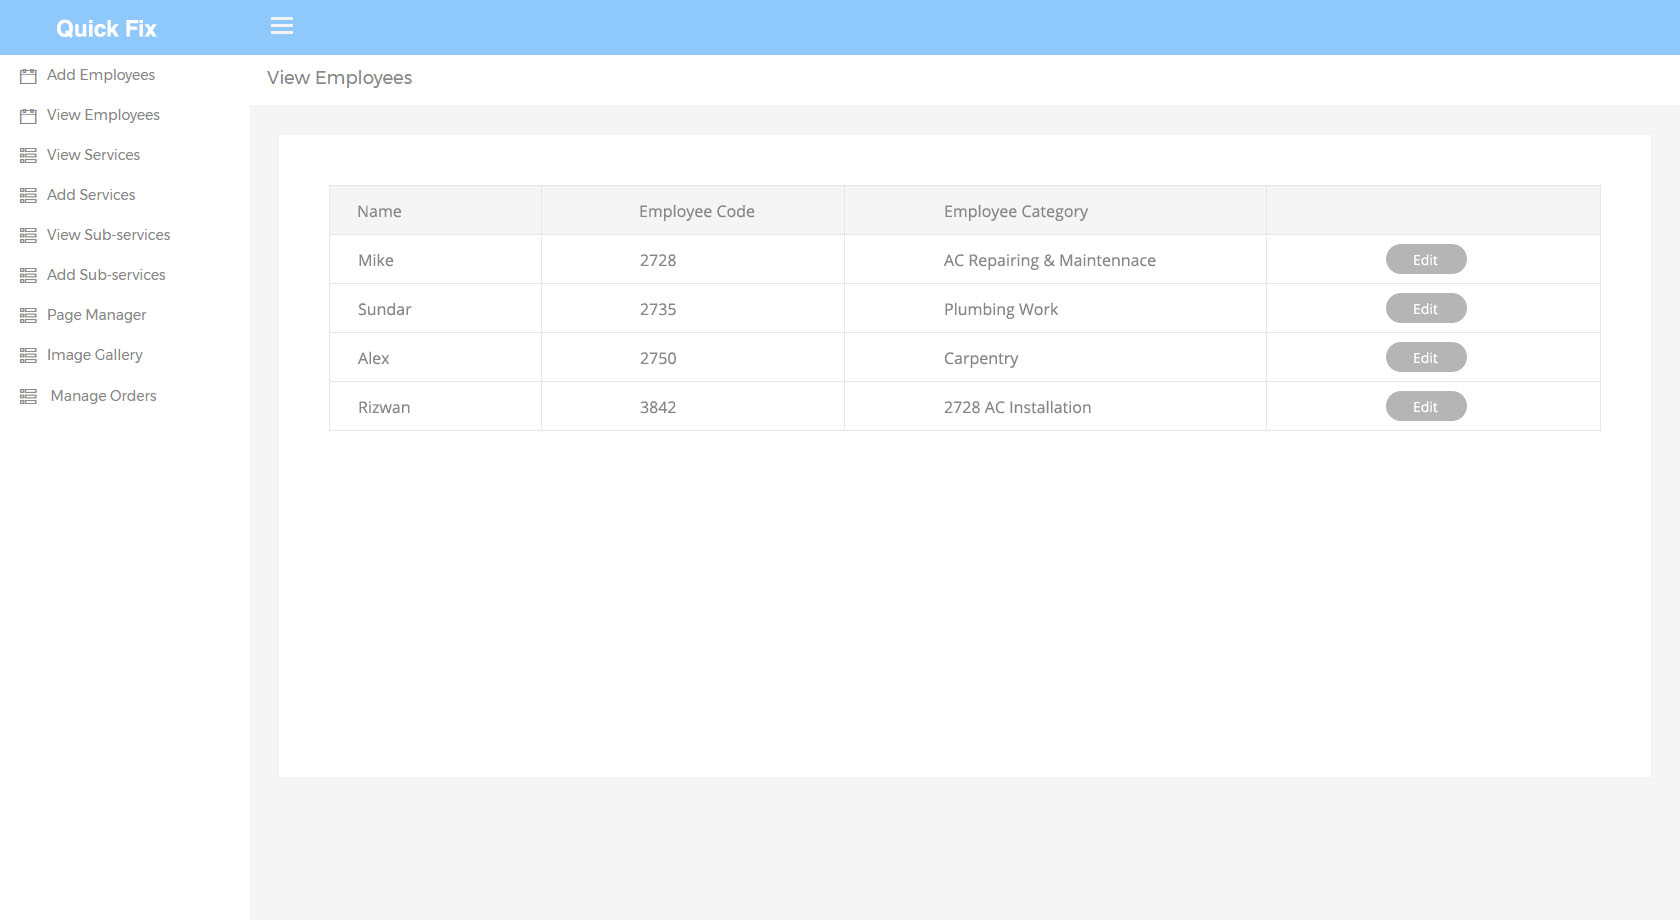 Quick Fix
Add Employees
View Employees
View Services
Add Services
View Sub-services
Add Sub-services
Page Manager
Image Gallery
Manage Orders
View Employees
Name Employee Code Employee Category
Mike 2728 AC Repairing & Maintennace Edit
Sundar 2735 Plumbing Work Edit
Alex 2750 Carpentry Edit
Rizwan 3842 2728 AC Installation Edit